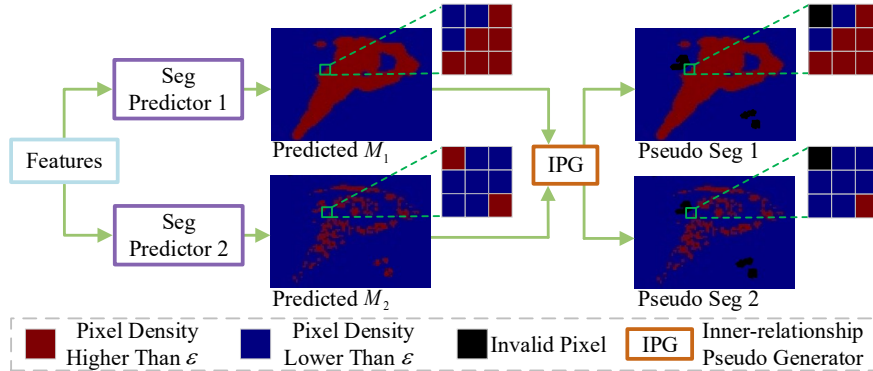 Features
Seg
Predictor 1
Seg
Predictor 2
Predicted M₁
Predicted M₂
IPG
Pseudo Seg 1
Pseudo Seg 2
Pixel Density
Higher Than ε
Pixel Density
Lower Than ε
Invalid Pixel
IPG
Inner-relationship
Pseudo Generator